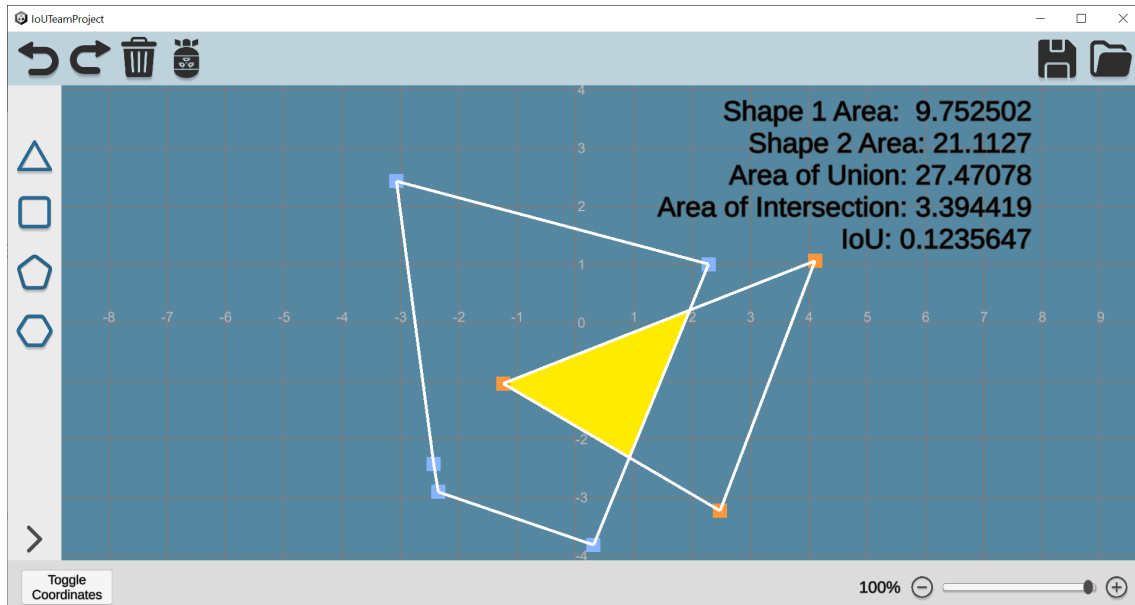 IoUTeamProject
4
Shape 1 Area: 9.752502
3
Shape 2 Area: 21.1127
Area of Union: 27.47078
2
Area of Intersection: 3.394419
IoU: 0.1235647
1
-8 -7 -6 -5 -4 -3 -2 -1 0 1 2 3 4 5 6 7 8 9
-2
-3
-4
Toggle
Coordinates
100%